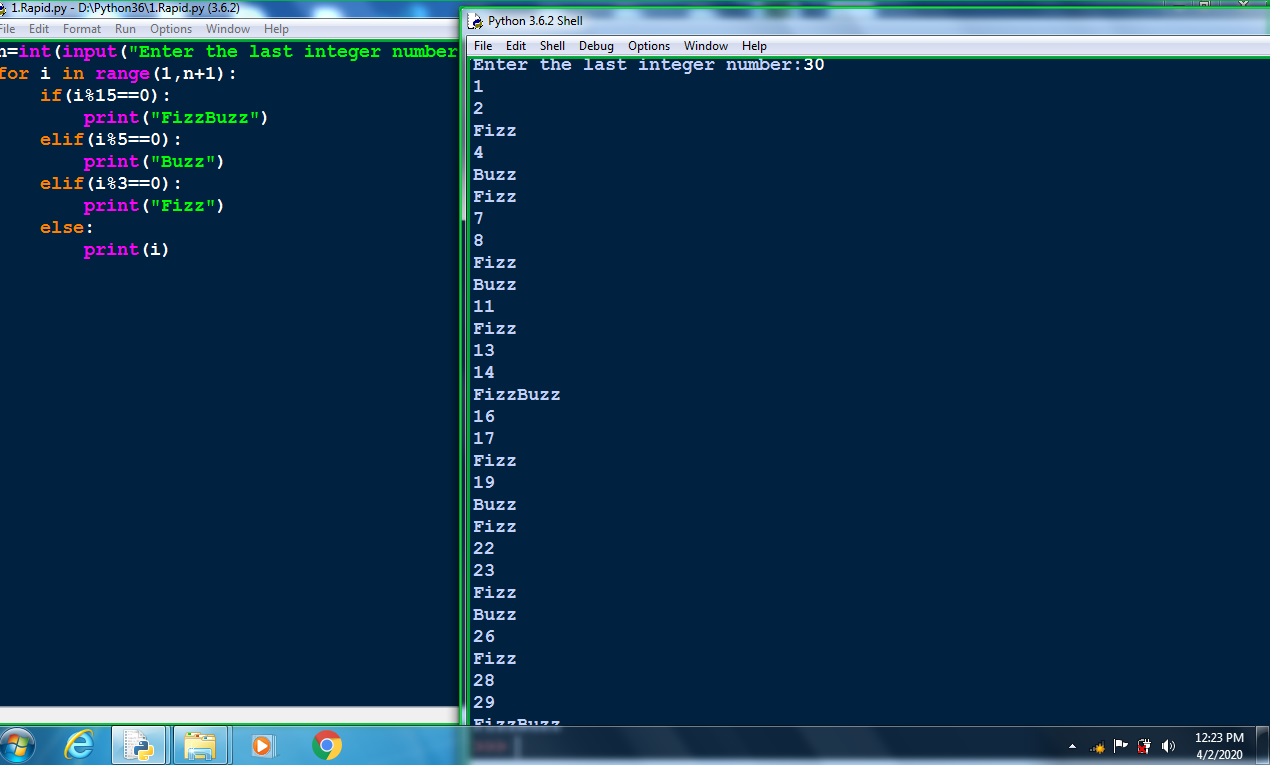 1.Rapid.py - D:\Python36\1.Rapid.py (3.6.2)
File Edit Format Run Options Window Help
n=int(input("Enter the last integer number
for i in range(1,n+1):
    if(i%15==0):
        print("FizzBuzz")
    elif(i%5==0):
        print("Buzz")
    elif(i%3==0):
        print("Fizz")
    else:
        print(i)
Python 3.6.2 Shell
File Edit Shell Debug Options Window Help
Enter the last integer number:30
1
2
Fizz
4
Buzz
Fizz
7
8
Fizz
Buzz
11
Fizz
13
14
FizzBuzz
16
17
Fizz
19
Buzz
Fizz
22
23
Fizz
Buzz
26
Fizz
28
29
FizzBuzz
>>>
12:23 PM
4/2/2020